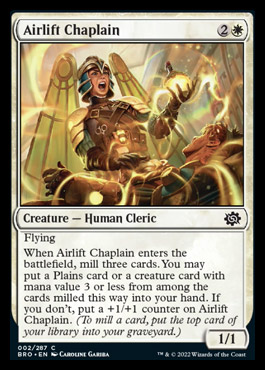 Airlift Chaplain 2
Creature — Human Cleric
Flying
When Airlift Chaplain enters the
battlefield, mill three cards. You may
put a Plains card or a creature card with
mana value 3 or less from among the
cards milled this way into your hand. If
you don't, put a +1/+1 counter on Airlift
Chaplain. (To mill a card, put the top card of
your library into your graveyard.)
1/1
002/287 C
BRO • EN Caroline Gariba
™ & © 2022 Wizards of the Coast